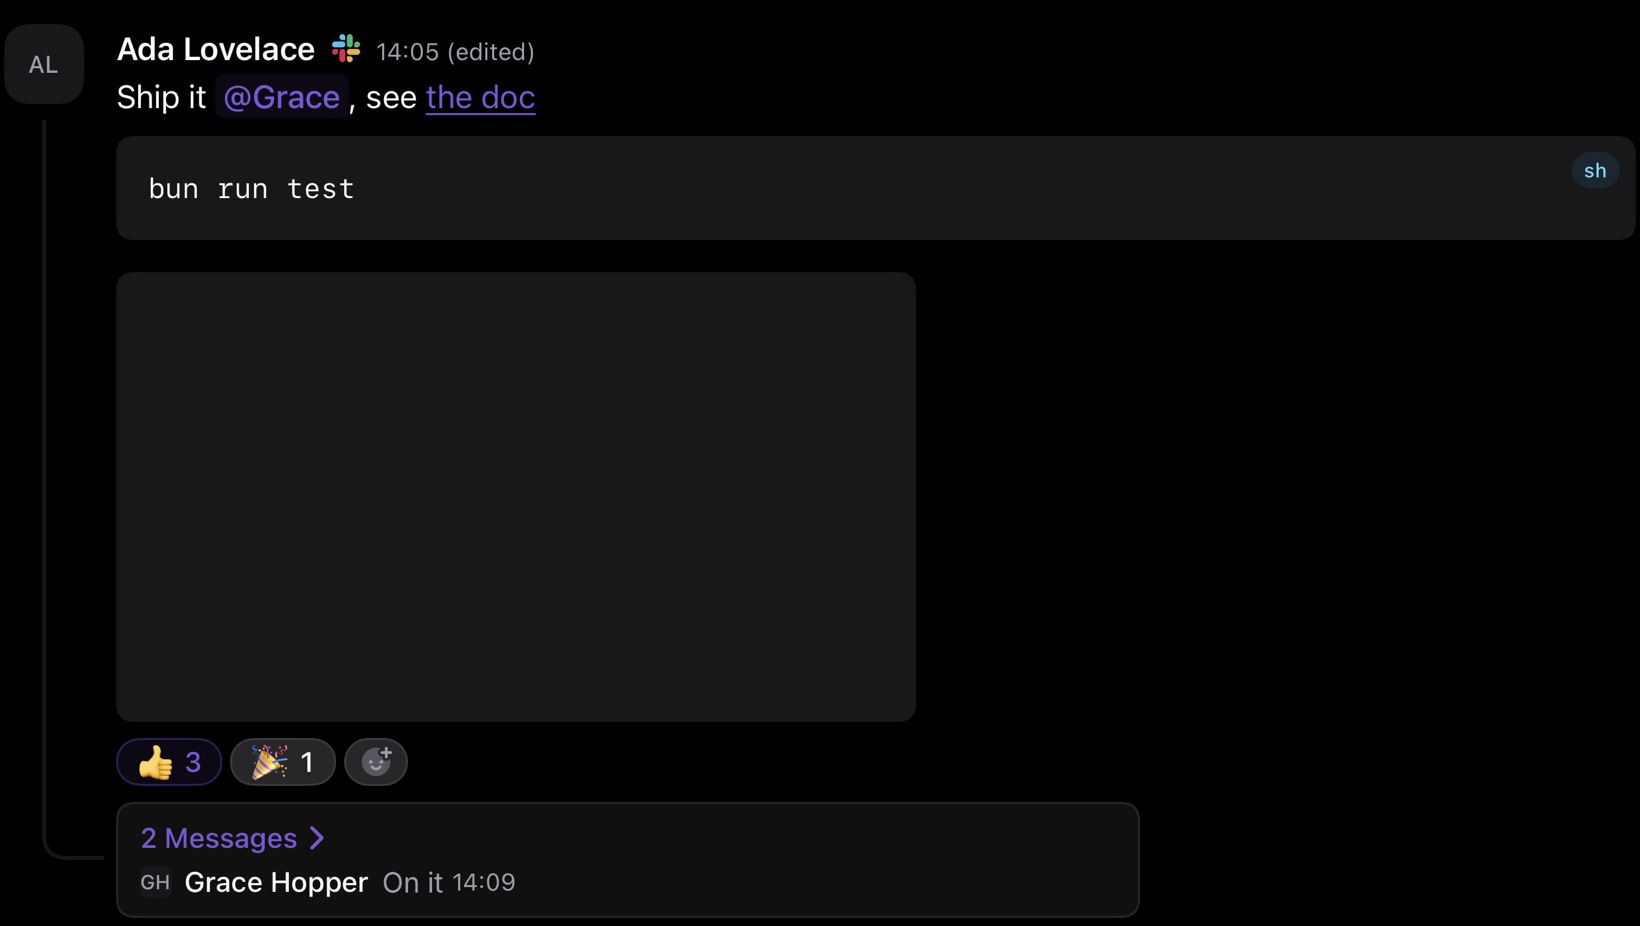 AL
Ada Lovelace 14:05 (edited)
Ship it @Grace, see the doc
sh
bun run test
👍 3 🎉 1
2 Messages
GH Grace Hopper On it 14:09